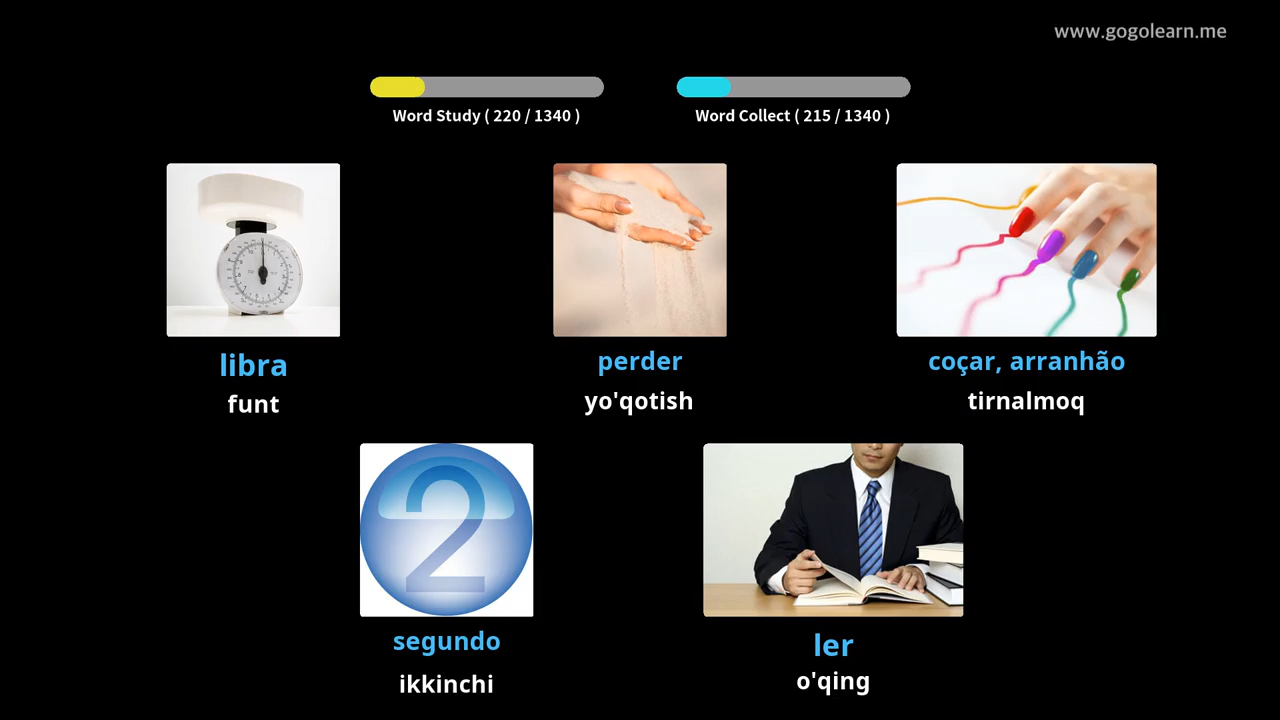 www.gogolearn.me
Word Study ( 220 / 1340 )
Word Collect ( 215 / 1340 )
libra
funt
perder
yo'qotish
coçar, arranhão
tirnalmoq
2
segundo
ikkinchi
ler
o'qing